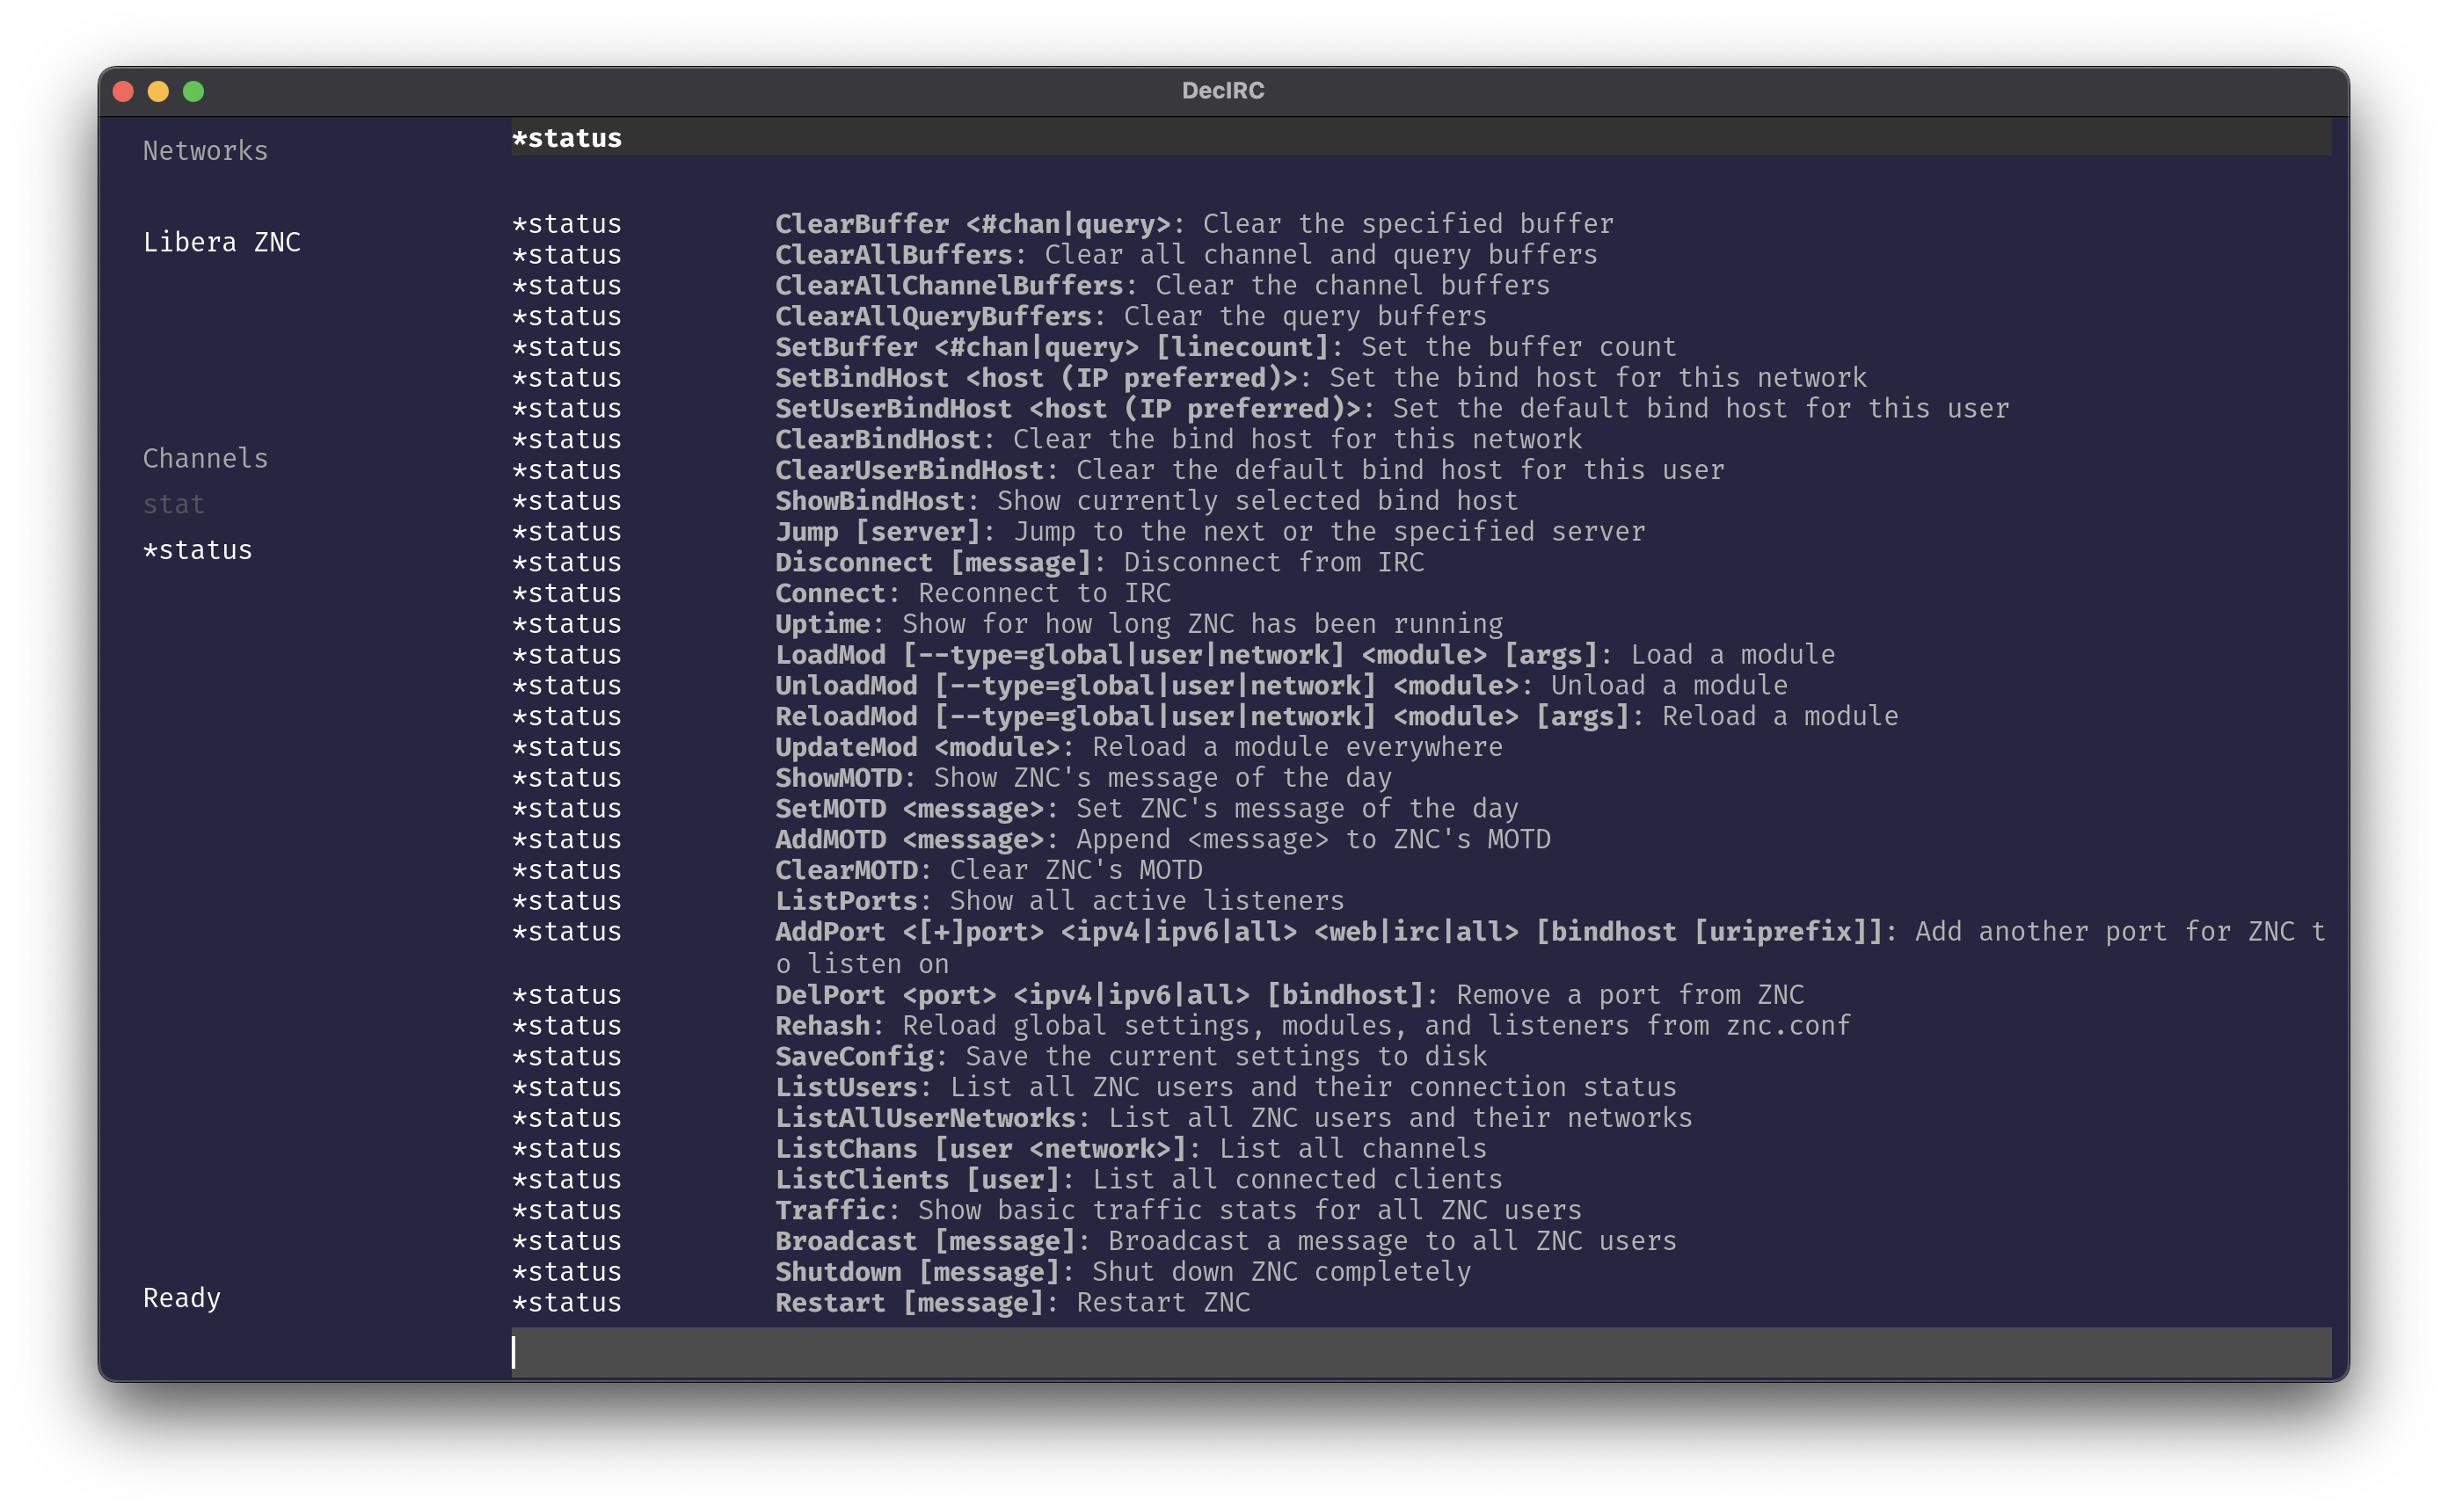 DecIRC
Networks
Libera ZNC
Channels
stat
*status
Ready
*status
*status ClearBuffer <#chan|query>: Clear the specified buffer
*status ClearAllBuffers: Clear all channel and query buffers
*status ClearAllChannelBuffers: Clear the channel buffers
*status ClearAllQueryBuffers: Clear the query buffers
*status SetBuffer <#chan|query> [linecount]: Set the buffer count
*status SetBindHost <host (IP preferred)>: Set the bind host for this network
*status SetUserBindHost <host (IP preferred)>: Set the default bind host for this user
*status ClearBindHost: Clear the bind host for this network
*status ClearUserBindHost: Clear the default bind host for this user
*status ShowBindHost: Show currently selected bind host
*status Jump [server]: Jump to the next or the specified server
*status Disconnect [message]: Disconnect from IRC
*status Connect: Reconnect to IRC
*status Uptime: Show for how long ZNC has been running
*status LoadMod [--type=global|user|network] <module> [args]: Load a module
*status UnloadMod [--type=global|user|network] <module>: Unload a module
*status ReloadMod [--type=global|user|network] <module> [args]: Reload a module
*status UpdateMod <module>: Reload a module everywhere
*status ShowMOTD: Show ZNC's message of the day
*status SetMOTD <message>: Set ZNC's message of the day
*status AddMOTD <message>: Append <message> to ZNC's MOTD
*status ClearMOTD: Clear ZNC's MOTD
*status ListPorts: Show all active listeners
*status AddPort <[+]port> <ipv4|ipv6|all> <web|irc|all> [bindhost [uriprefix]]: Add another port for ZNC t
o listen on
*status DelPort <port> <ipv4|ipv6|all> [bindhost]: Remove a port from ZNC
*status Rehash: Reload global settings, modules, and listeners from znc.conf
*status SaveConfig: Save the current settings to disk
*status ListUsers: List all ZNC users and their connection status
*status ListAllUserNetworks: List all ZNC users and their networks
*status ListChans [user <network>]: List all channels
*status ListClients [user]: List all connected clients
*status Traffic: Show basic traffic stats for all ZNC users
*status Broadcast [message]: Broadcast a message to all ZNC users
*status Shutdown [message]: Shut down ZNC completely
*status Restart [message]: Restart ZNC